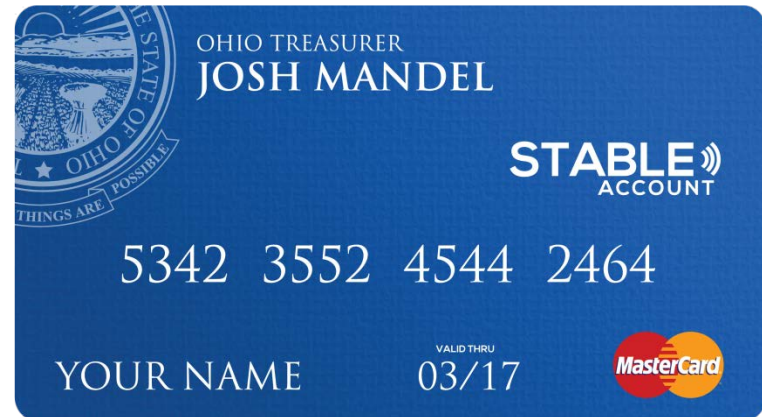 OHIO TREASURER
JOSH MANDEL
THE STATE OF OHIO
THINGS ARE POSSIBLE
STABLE
ACCOUNT
5342 3552 4544 2464
VALID THRU
YOUR NAME 03/17
MasterCard